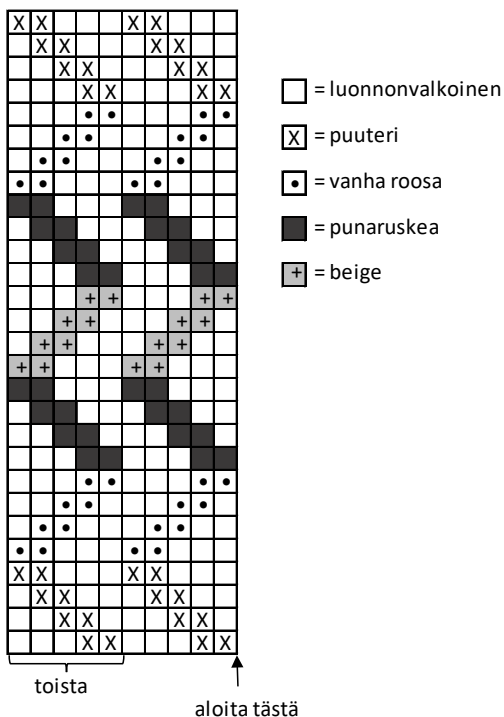 = luonnonvalkoinen
X = puuteri
• = vanha roosa
= punaruskea
+ = beige
toista
aloita tästä